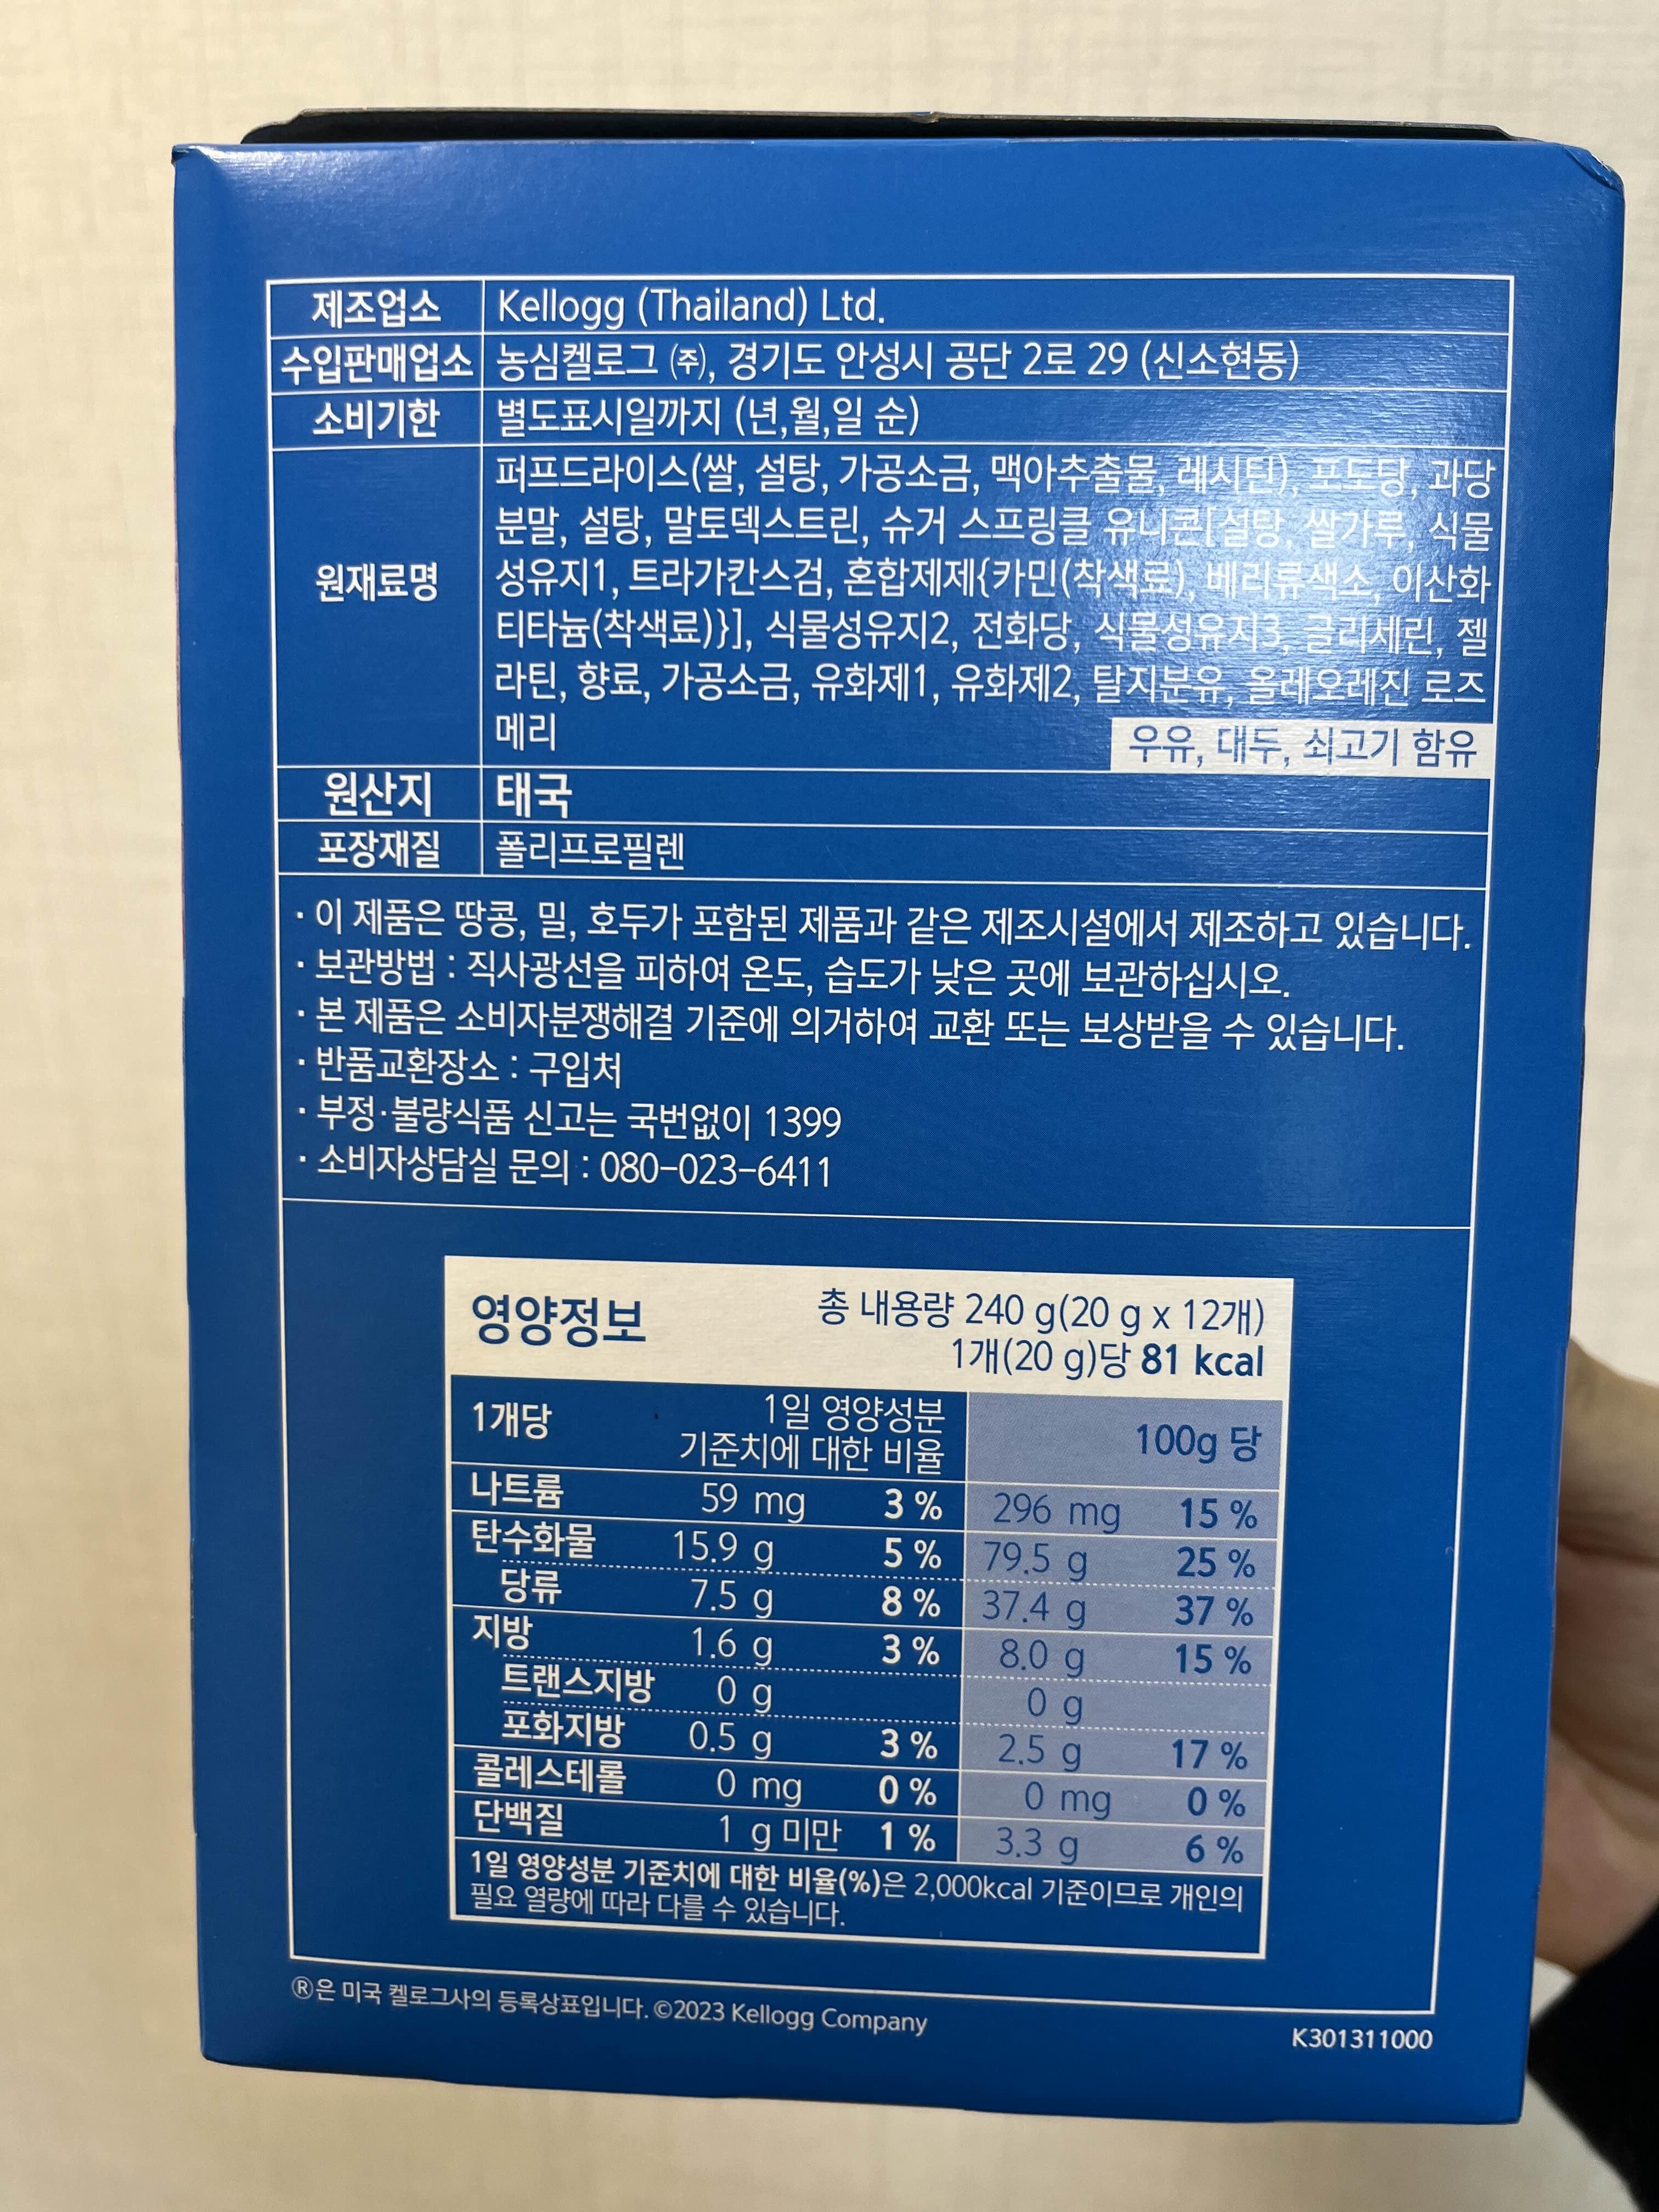 제조업소 Kellogg (Thailand) Ltd.
수입판매업소 농심켈로그 ㈜, 경기도 안성시 공단 2로 29 (신소현동)
소비기한 별도표시일까지 (년,월,일 순)
퍼프드라이스(쌀, 설탕, 가공소금, 맥아추출물, 레시틴), 포도당, 과당
분말, 설탕, 말토덱스트린, 슈거 스프링클 유니콘[설탕, 쌀가루, 식물
원재료명 성유지1, 트라가칸스검, 혼합제제{카민(착색료), 베리류색소, 이산화
티타늄(착색료)}], 식물성유지2, 전화당, 식물성유지3, 글리세린, 젤
라틴, 향료, 가공소금, 유화제1, 유화제2, 탈지분유, 올레오레진 로즈
메리 우유, 대두, 쇠고기 함유
원산지 태국
포장재질 폴리프로필렌
· 이 제품은 땅콩, 밀, 호두가 포함된 제품과 같은 제조시설에서 제조하고 있습니다.
· 보관방법 : 직사광선을 피하여 온도, 습도가 낮은 곳에 보관하십시오.
· 본 제품은 소비자분쟁해결 기준에 의거하여 교환 또는 보상받을 수 있습니다.
· 반품교환장소 : 구입처
· 부정·불량식품 신고는 국번없이 1399
· 소비자상담실 문의 : 080-023-6411
영양정보 총 내용량 240 g(20 g x 12개)
1개(20 g)당 81 kcal
1개당 1일 영양성분
기준치에 대한 비율 100g 당
나트륨 59 mg 3 % 296 mg 15 %
탄수화물 15.9 g 5 % 79.5 g 25 %
당류 7.5 g 8 % 37.4 g 37 %
지방 1.6 g 3 % 8.0 g 15 %
트랜스지방 0 g 0 g
포화지방 0.5 g 3 % 2.5 g 17 %
콜레스테롤 0 mg 0 % 0 mg 0 %
단백질 1 g 미만 1 % 3.3 g 6 %
1일 영양성분 기준치에 대한 비율(%)은 2,000kcal 기준이므로 개인의
필요 열량에 따라 다를 수 있습니다.
®은 미국 켈로그사의 등록상표입니다. ©2023 Kellogg Company
K301311000